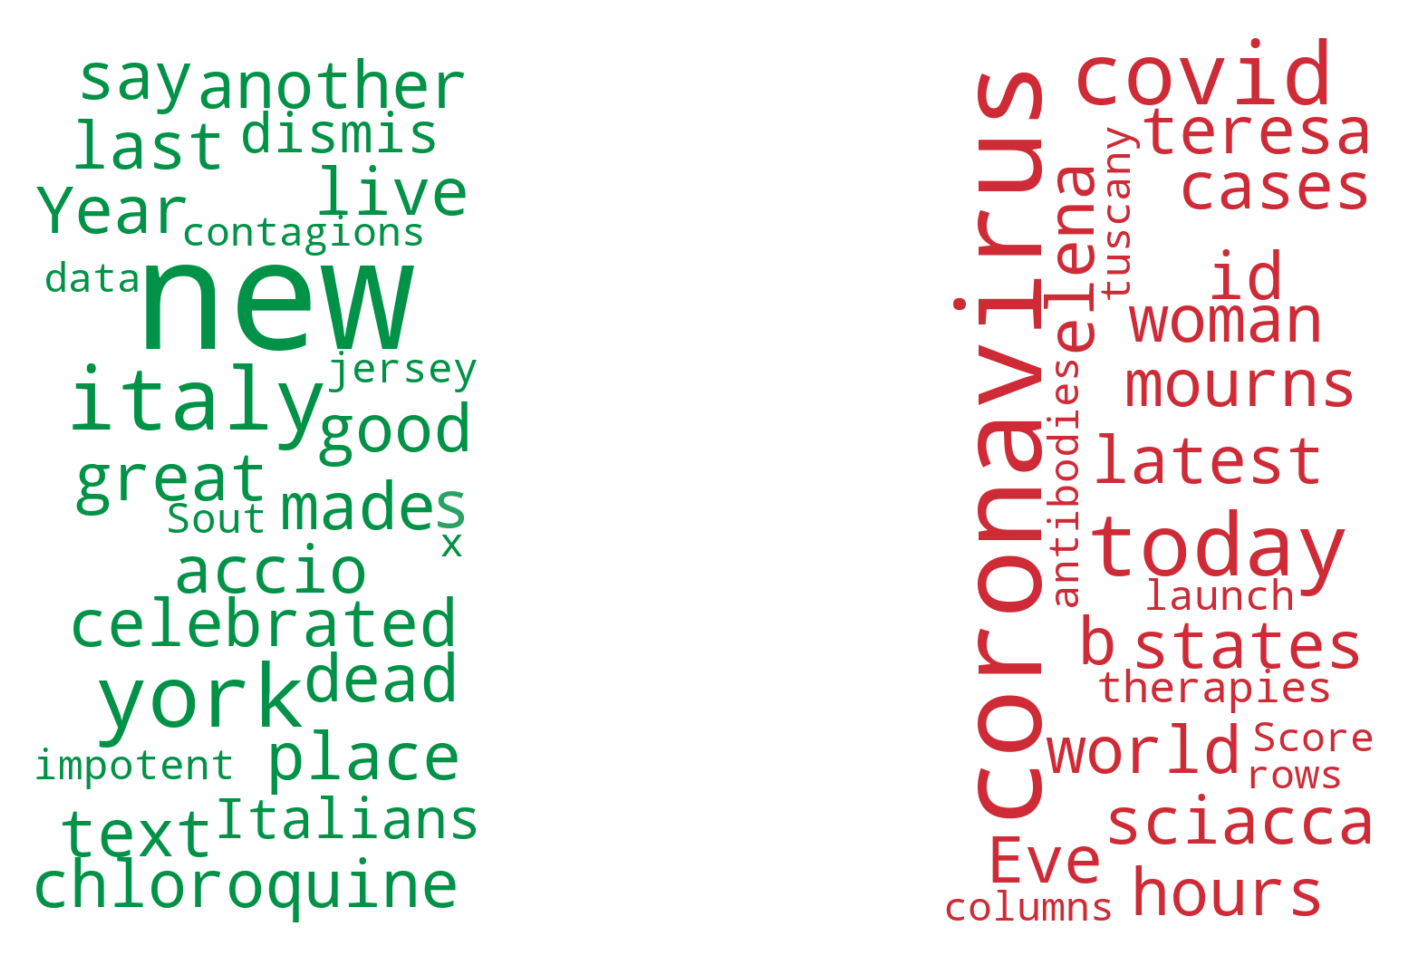 say another
last dismis
live
Year
contagions
data new
jersey
italy
good
great
mades
Sout
x
accio
celebrated
dead
york
place
impotent
Italians
text
chloroquine
coronavirus
covid
teresa
tuscany
elena
cases
id
woman
mourns
antibodies
latest
today
launch
b states
therapies
world Score
rows
sciacca
Eve
hours
columns